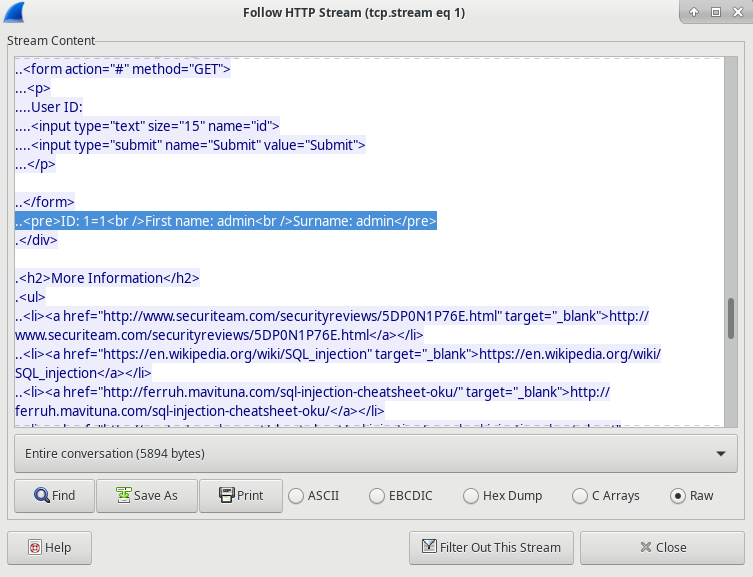 Follow HTTP Stream (tcp.stream eq 1)
Stream Content
..<form action="#" method="GET">
...<p>
....User ID:
....<input type="text" size="15" name="id">
....<input type="submit" name="Submit" value="Submit">
...</p>
..</form>
..<pre>ID: 1=1<br />First name: admin<br />Surname: admin</pre>
.</div>
.<h2>More Information</h2>
.<ul>
..<li><a href="http://www.securiteam.com/securityreviews/5DP0N1P76E.html" target="_blank">http://
www.securiteam.com/securityreviews/5DP0N1P76E.html</a></li>
..<li><a href="https://en.wikipedia.org/wiki/SQL_injection" target="_blank">https://en.wikipedia.org/wiki/
SQL_injection</a></li>
..<li><a href="http://ferruh.mavituna.com/sql-injection-cheatsheet-oku/" target="_blank">http://
ferruh.mavituna.com/sql-injection-cheatsheet-oku/</a></li>
Entire conversation (5894 bytes)
Find
Save As
Print
ASCII
EBCDIC
Hex Dump
C Arrays
Raw
Help
Filter Out This Stream
Close